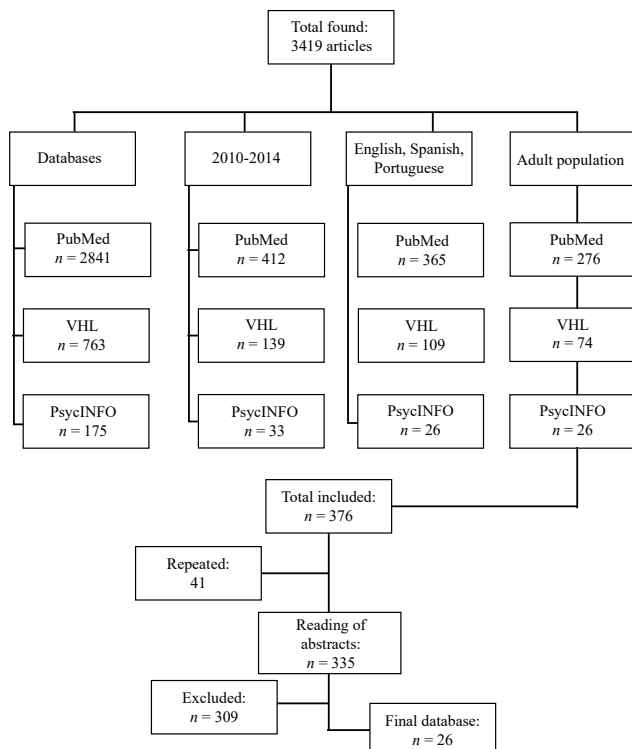 Total found:
3419 articles
Databases
2010-2014
English, Spanish,
Portuguese
Adult population
PubMed
n = 2841
PubMed
n = 412
PubMed
n = 365
PubMed
n = 276
VHL
n = 763
VHL
n = 139
VHL
n = 109
VHL
n = 74
PsycINFO
n = 175
PsycINFO
n = 33
PsycINFO
n = 26
PsycINFO
n = 26
Total included:
n = 376
Repeated:
41
Reading of
abstracts:
n = 335
Excluded:
n = 309
Final database:
n = 26